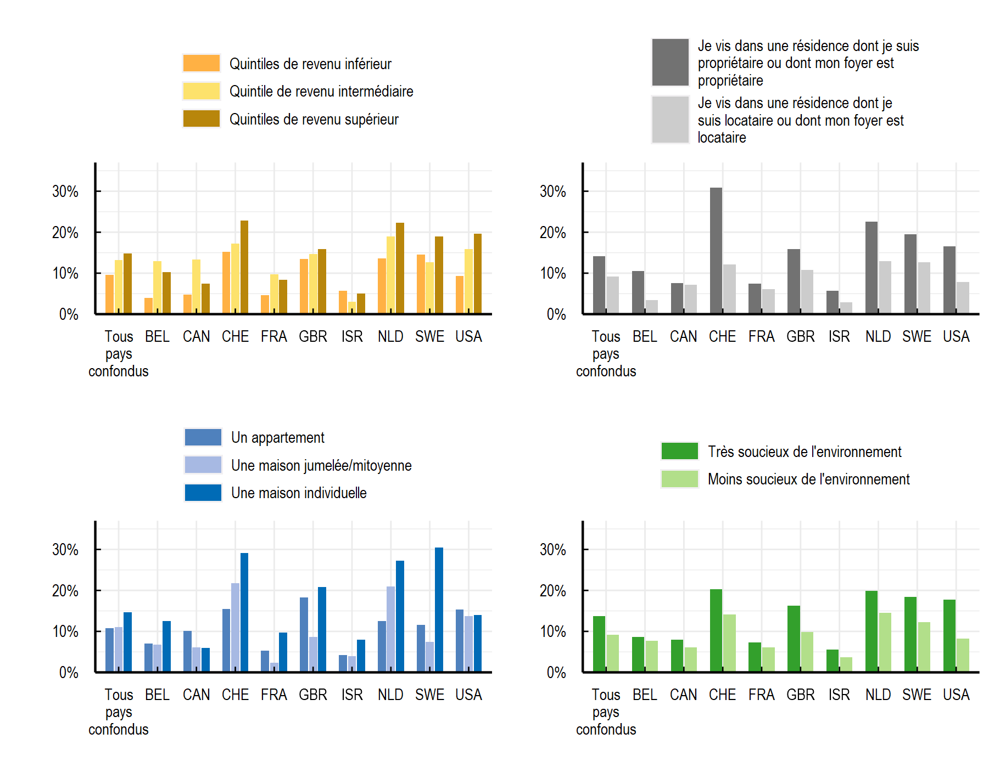 Quintiles de revenu inférieur
Quintile de revenu intermédiaire
Quintiles de revenu supérieur
30%
20%
10%
0%
Tous
pays
confondus
BEL
CAN
CHE
FRA
GBR
ISR
NLD
SWE
USA
Je vis dans une résidence dont je suis
propriétaire ou dont mon foyer est
propriétaire
Je vis dans une résidence dont je
suis locataire ou dont mon foyer est
locataire
30%
20%
10%
0%
Tous
pays
confondus
BEL
CAN
CHE
FRA
GBR
ISR
NLD
SWE
USA
Un appartement
Une maison jumelée/mitoyenne
Une maison individuelle
30%
20%
10%
0%
Tous
pays
confondus
BEL
CAN
CHE
FRA
GBR
ISR
NLD
SWE
USA
Très soucieux de l'environnement
Moins soucieux de l'environnement
30%
20%
10%
0%
Tous
pays
confondus
BEL
CAN
CHE
FRA
GBR
ISR
NLD
SWE
USA